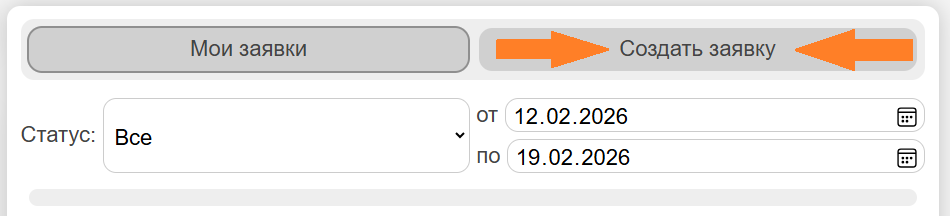 Мои заявки Создать заявку
Статус: Все
от 12.02.2026
по 19.02.2026